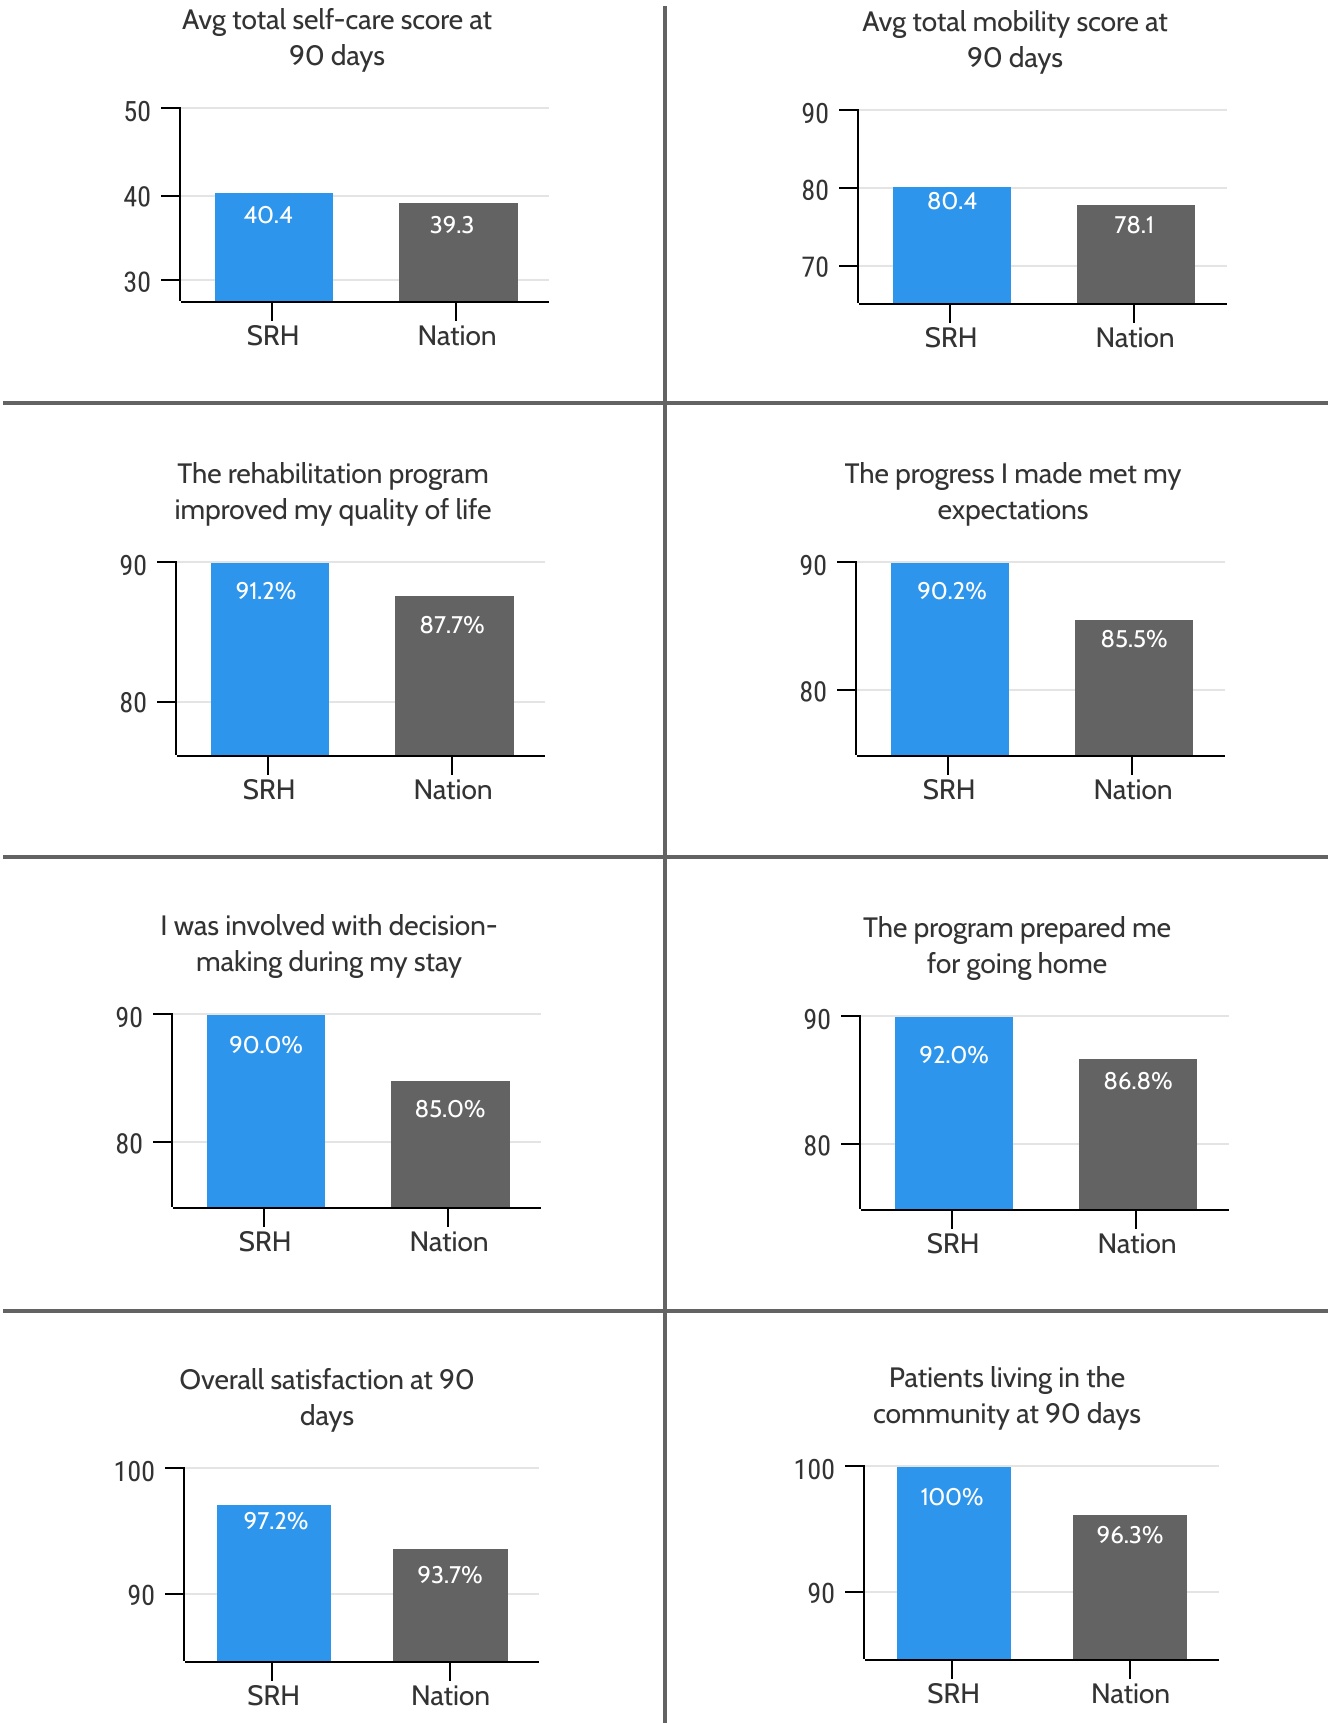 Avg total self-care score at
90 days
50
40
30
40.4
39.3
SRH
Nation
Avg total mobility score at
90 days
90
80
70
80.4
78.1
SRH
Nation
The rehabilitation program
improved my quality of life
90
80
91.2%
87.7%
SRH
Nation
The progress I made met my
expectations
90
80
90.2%
85.5%
SRH
Nation
I was involved with decision-
making during my stay
90
80
90.0%
85.0%
SRH
Nation
The program prepared me
for going home
90
80
92.0%
86.8%
SRH
Nation
Overall satisfaction at 90
days
100
90
97.2%
93.7%
SRH
Nation
Patients living in the
community at 90 days
100
90
100%
96.3%
SRH
Nation